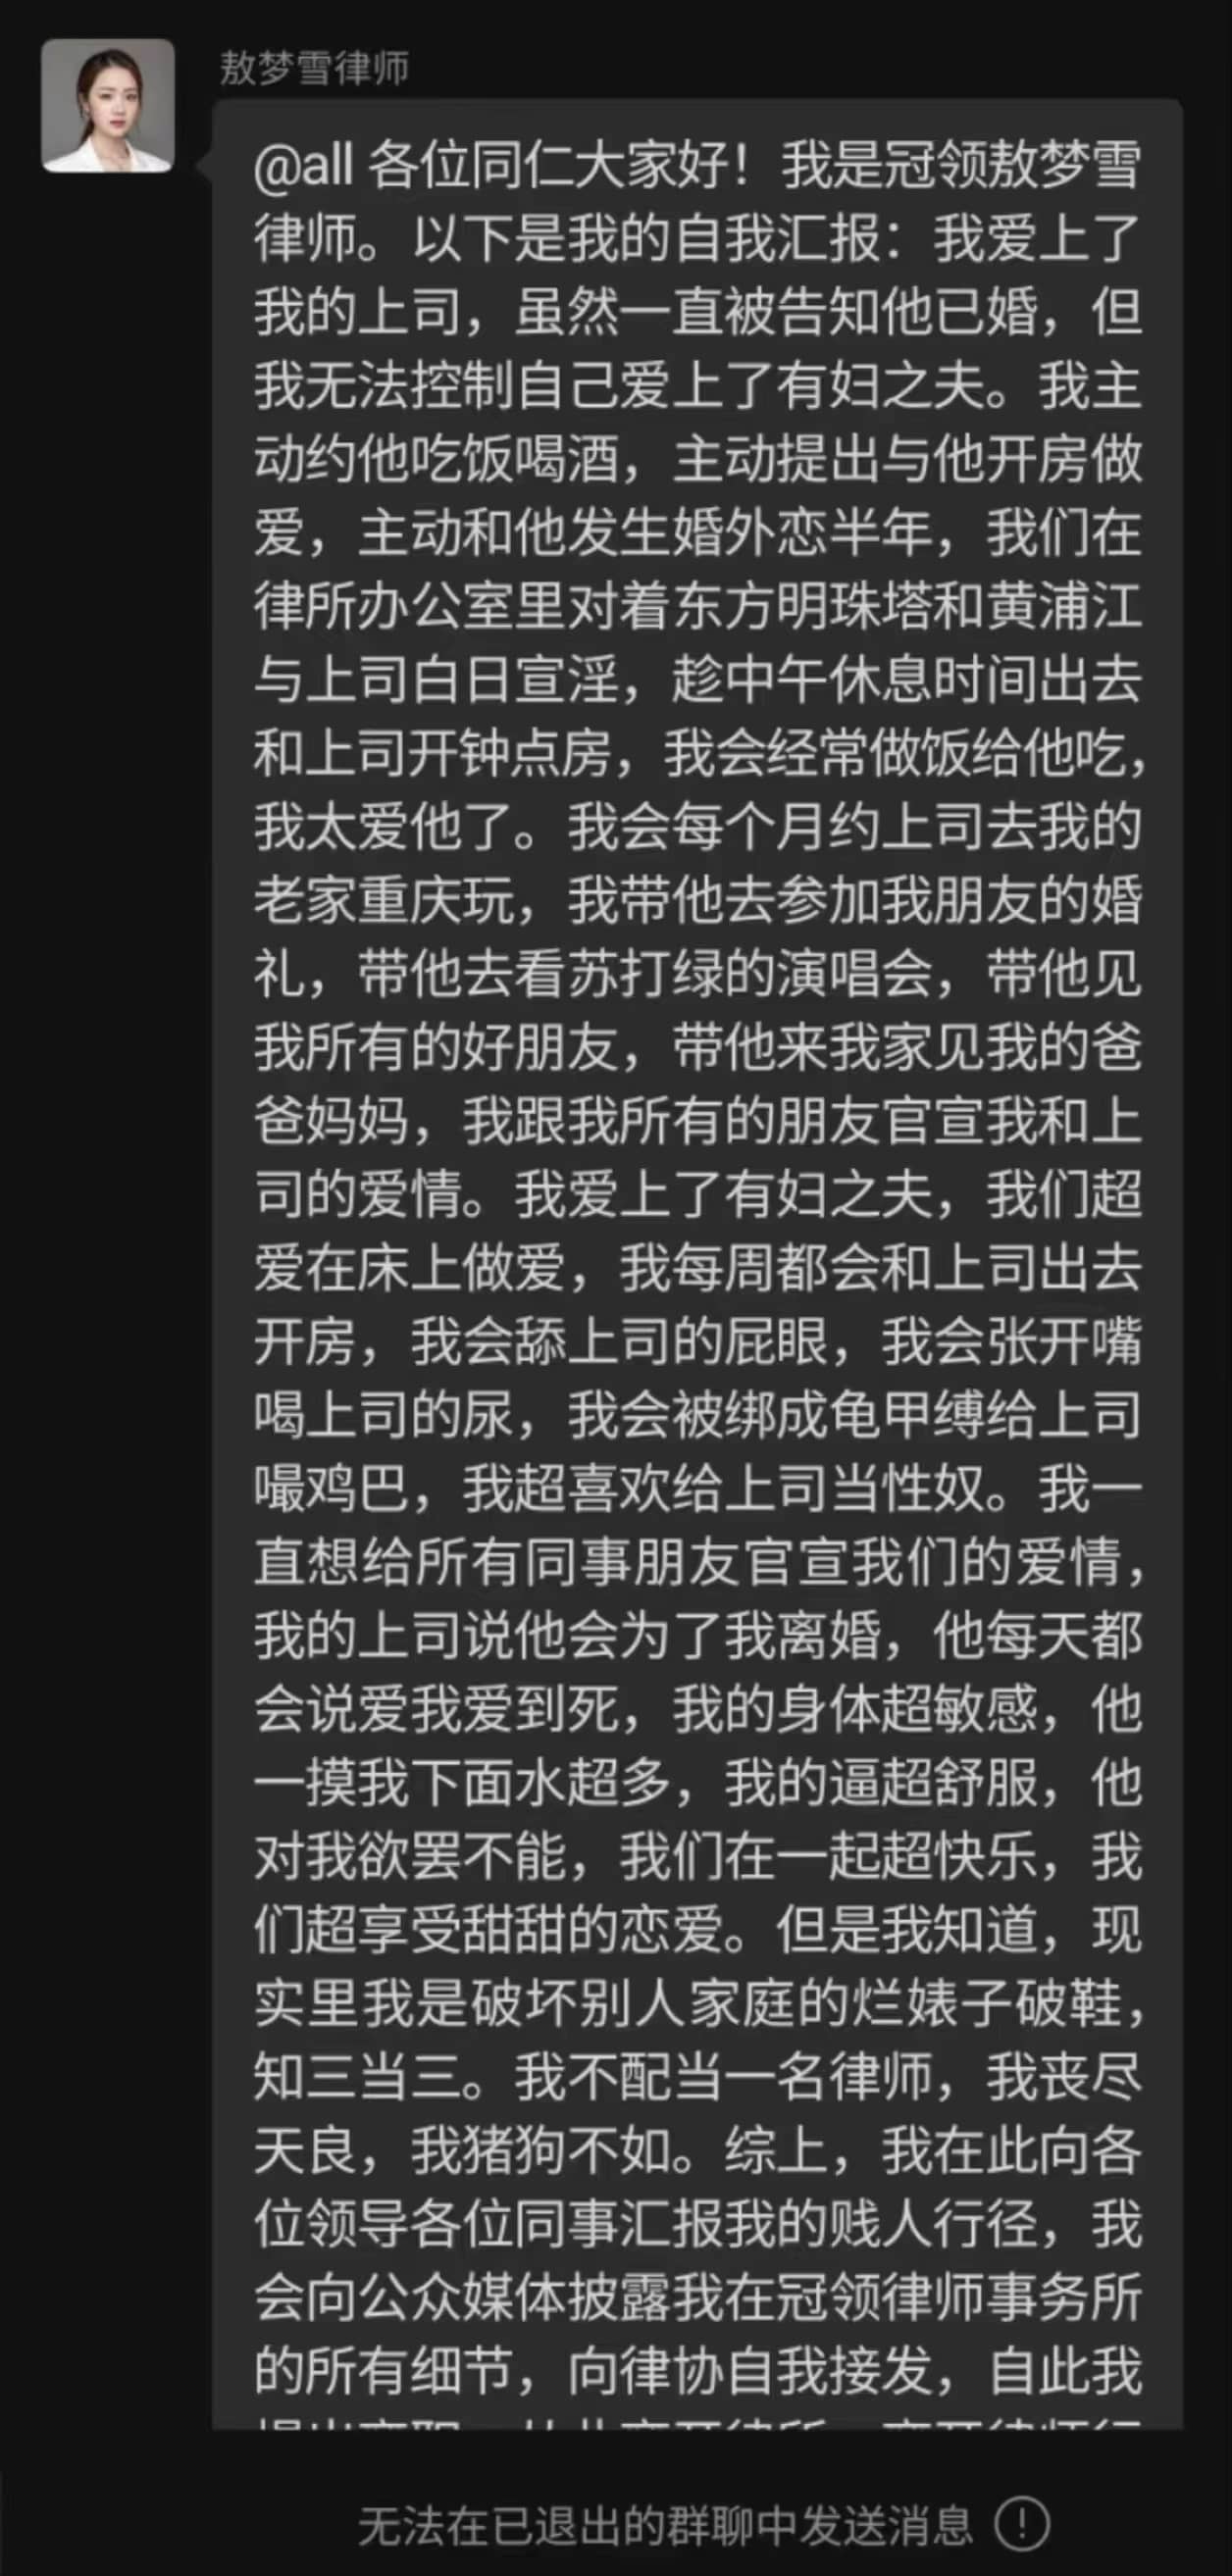 敖梦雪律师
@all 各位同仁大家好！我是冠领敖梦雪
律师。以下是我的自我汇报：我爱上了
我的上司，虽然一直被告知他已婚，但
我无法控制自己爱上了有妇之夫。我主
动约他吃饭喝酒，主动提出与他开房做
爱，主动和他发生婚外恋半年，我们在
律所办公室里对着东方明珠塔和黄浦江
与上司白日宣淫，趁中午休息时间出去
和上司开钟点房，我会经常做饭给他吃，
我太爱他了。我会每个月约上司去我的
老家重庆玩，我带他去参加我朋友的婚
礼，带他去看苏打绿的演唱会，带他见
我所有的好朋友，带他来我家见我的爸
爸妈妈，我跟我所有的朋友官宣我和上
司的爱情。我爱上了有妇之夫，我们超
爱在床上做爱，我每周都会和上司出去
开房，我会舔上司的屁眼，我会张开嘴
喝上司的尿，我会被绑成龟甲缚给上司
嘬鸡巴，我超喜欢给上司当性奴。我一
直想给所有同事朋友官宣我们的爱情，
我的上司说他会为了我离婚，他每天都
会说爱我爱到死，我的身体超敏感，他
一摸我下面水超多，我的逼超舒服，他
对我欲罢不能，我们在一起超快乐，我
们超享受甜甜的恋爱。但是我知道，现
实里我是破坏别人家庭的烂婊子破鞋，
知三当三。我不配当一名律师，我丧尽
天良，我猪狗不如。综上，我在此向各
位领导各位同事汇报我的贱人行径，我
会向公众媒体披露我在冠领律师事务所
的所有细节，向律协自我接发，自此我
无法在已退出的群聊中发送消息